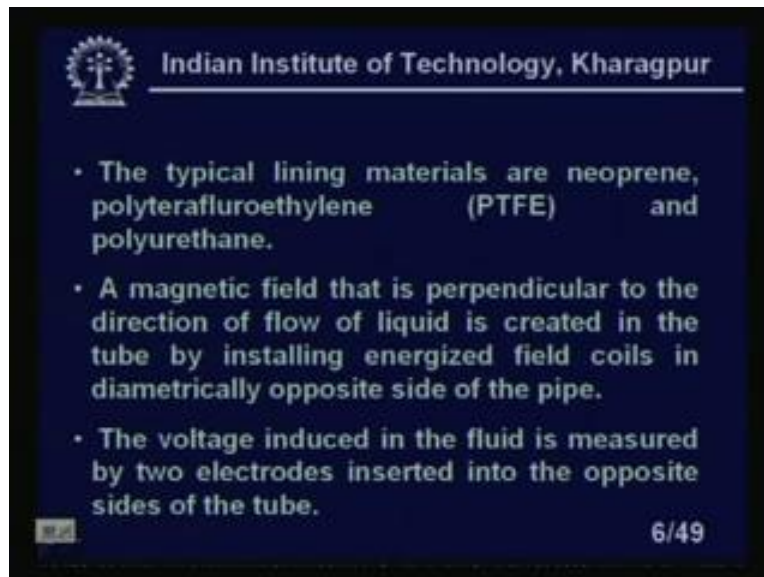 Indian Institute of Technology, Kharagpur
• The typical lining materials are neoprene,
polyterafluroethylene (PTFE) and
polyurethane.
• A magnetic field that is perpendicular to the
direction of flow of liquid is created in the
tube by installing energized field coils in
diametrically opposite side of the pipe.
• The voltage induced in the fluid is measured
by two electrodes inserted into the opposite
sides of the tube.
6/49